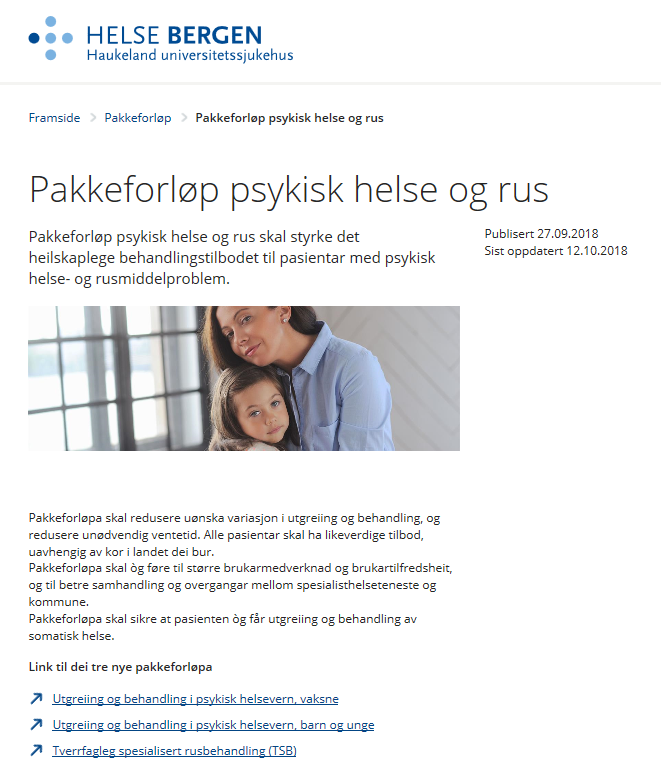 HELSE BERGEN
Haukeland universitetssjukehus
Framside > Pakkeforløp > Pakkeforløp psykisk helse og rus
Pakkeforløp psykisk helse og rus
Pakkeforløp psykisk helse og rus skal styrke det
heilskaplege behandlingstilbodet til pasientar med psykisk
helse- og rusmiddelproblem.
Publisert 27.09.2018
Sist oppdatert 12.10.2018
Pakkeforløpa skal redusere uønska variasjon i utgreiing og behandling, og
redusere unødvendig ventetid. Alle pasientar skal ha likeverdige tilbod,
uavhengig av kor i landet dei bur.
Pakkeforløpa skal òg føre til større brukarmedverknad og brukartilfredsheit,
og til betre samhandling og overgangar mellom spesialisthelseteneste og
kommune.
Pakkeforløpa skal sikre at pasienten òg får utgreiing og behandling av
somatisk helse.
Link til dei tre nye pakkeforløpa
Utgreiing og behandling i psykisk helsevern, vaksne
Utgreiing og behandling i psykisk helsevern, barn og unge
Tverrfagleg spesialisert rusbehandling (TSB)